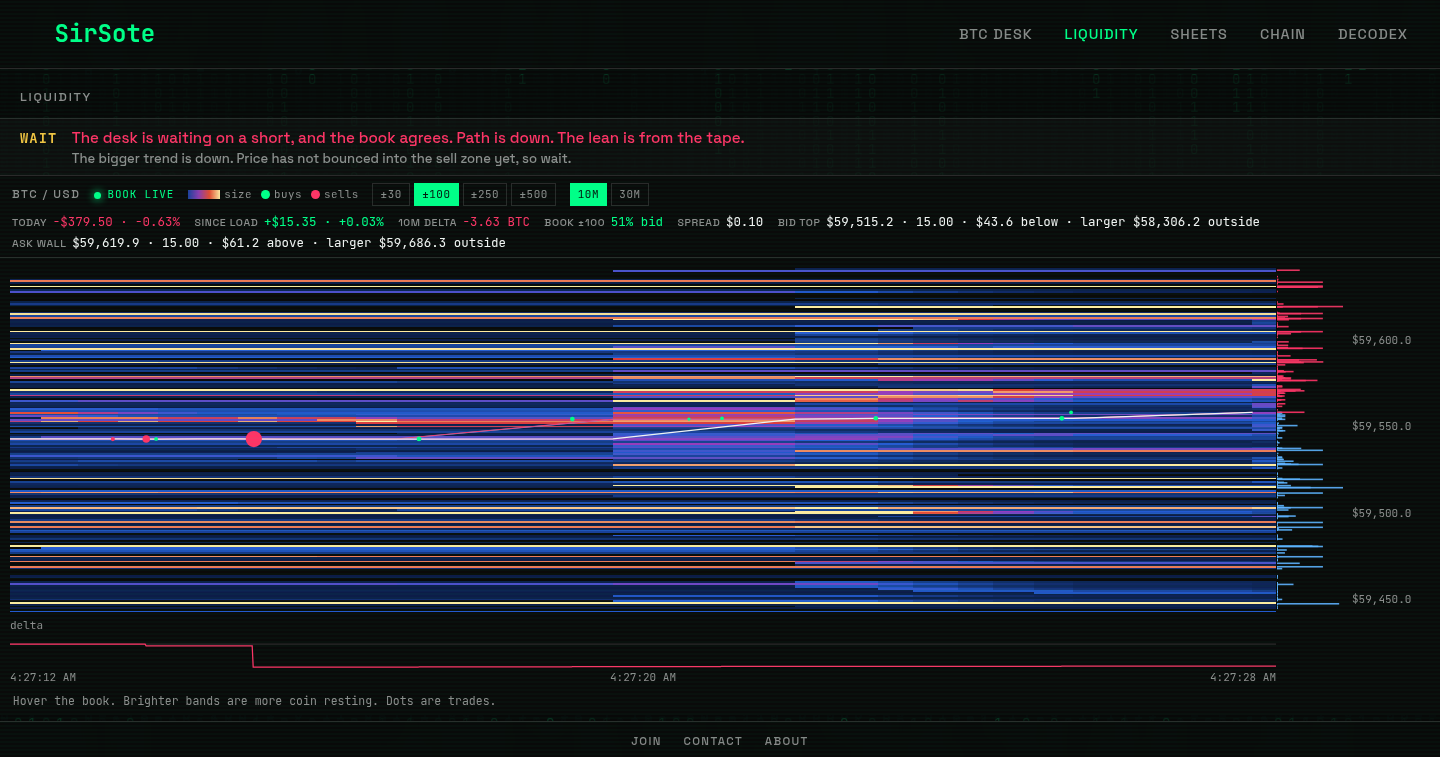 SirSote
BTC DESK LIQUIDITY SHEETS CHAIN DECODEX
LIQUIDITY
WAIT The desk is waiting on a short, and the book agrees. Path is down. The lean is from the tape.
The bigger trend is down. Price has not bounced into the sell zone yet, so wait.
BTC / USD BOOK LIVE size buys sells ±30 ±100 ±250 ±500 10M 30M
TODAY -$379.50 · -0.63% SINCE LOAD +$15.35 · +0.03% 10M DELTA -3.63 BTC BOOK ±100 51% bid SPREAD $0.10 BID TOP $59,515.2 · 15.00 · $43.6 below · larger $58,306.2 outside
ASK WALL $59,619.9 · 15.00 · $61.2 above · larger $59,686.3 outside
$59,600.0
$59,550.0
$59,500.0
$59,450.0
delta
4:27:12 AM 4:27:20 AM 4:27:28 AM
Hover the book. Brighter bands are more coin resting. Dots are trades.
JOIN CONTACT ABOUT